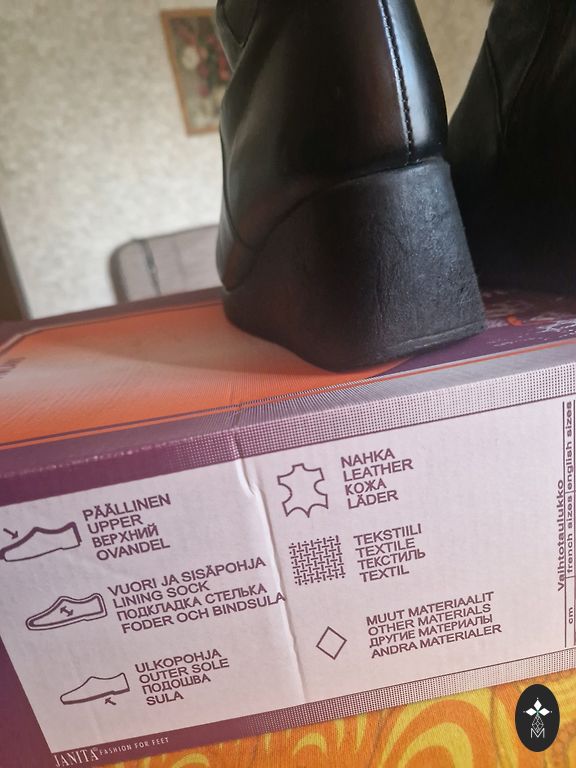 PÄÄLLINEN
UPPER
ВЕРХНИЙ
OVANDEL
VUORI JA SISÄPOHJA
LINING SOCK
ПОДКЛАДКА СТЕЛЬКА
FODER OCH BINDSULA
ULKOPOHJA
OUTER SOLE
ПОДОШВА
SULA
NAHKA
LEATHER
КОЖА
LÄDER
TEKSTIILI
TEXTILE
ТЕКСТИЛЬ
TEXTIL
MUUT MATERIAALIT
OTHER MATERIALS
ДРУГИЕ МАТЕРИАЛЫ
ANDRA MATERIALER
Vaihtotaulukko
cm french sizes english sizes
JANITA® FASHION FOR FEET